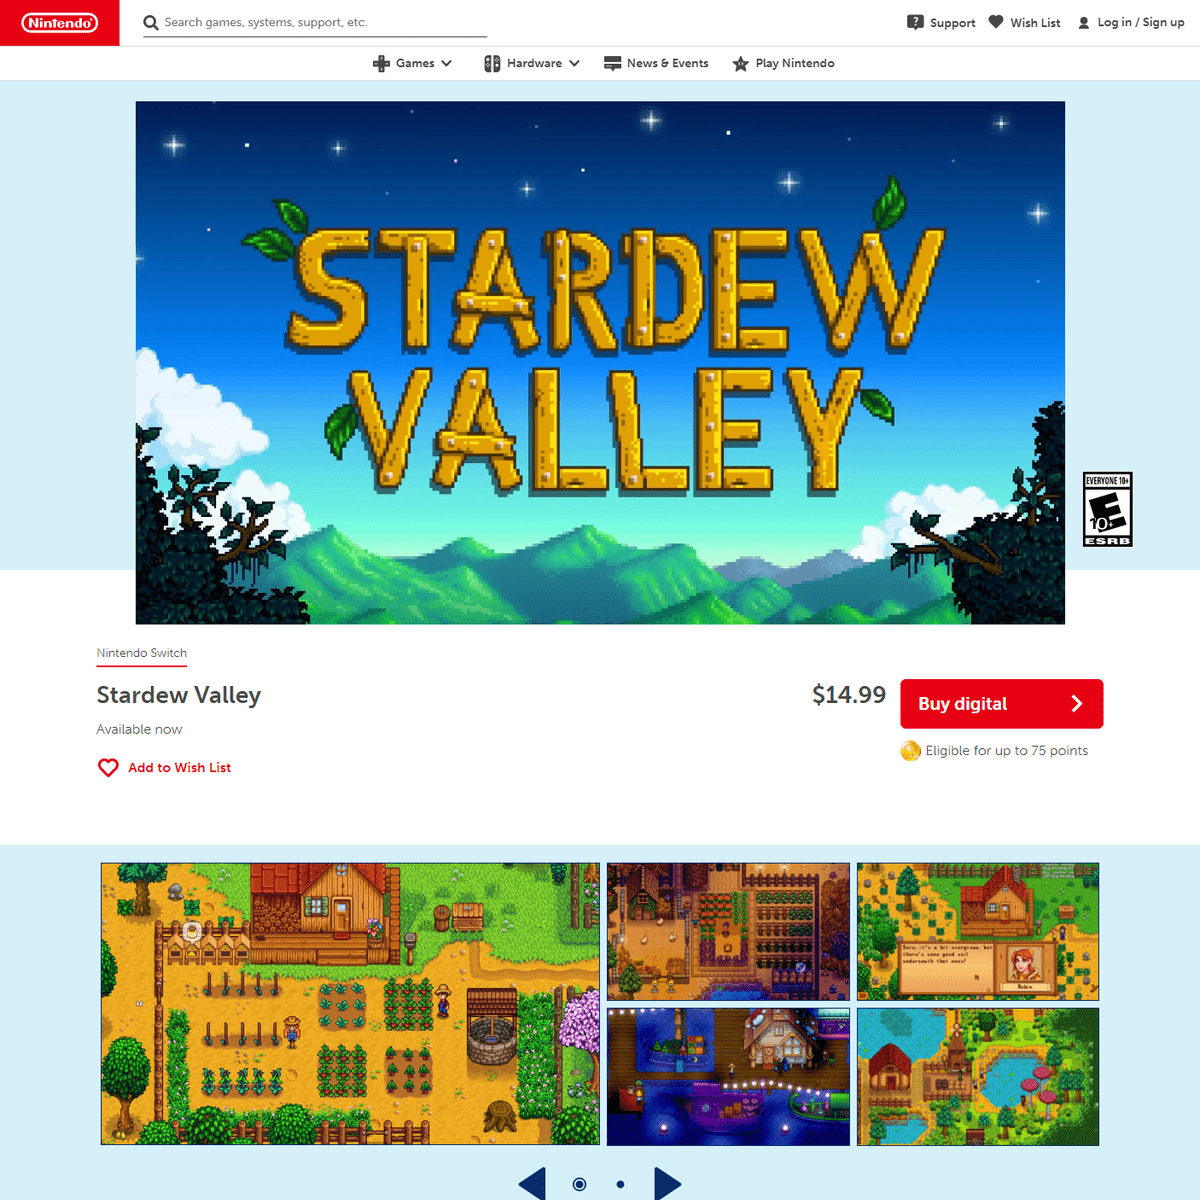 Nintendo
Search games, systems, support, etc.
Support
Wish List
Log in / Sign up
Games
Hardware
News & Events
Play Nintendo
STARDEW
VALLEY
EVERYONE 10+
E
10+
ESRB
Nintendo Switch
Stardew Valley
$14.99
Buy digital
Available now
Eligible for up to 75 points
Add to Wish List
Sure, it's a bit overgrown, but
there's some good soil
underneath that mess!
Robin